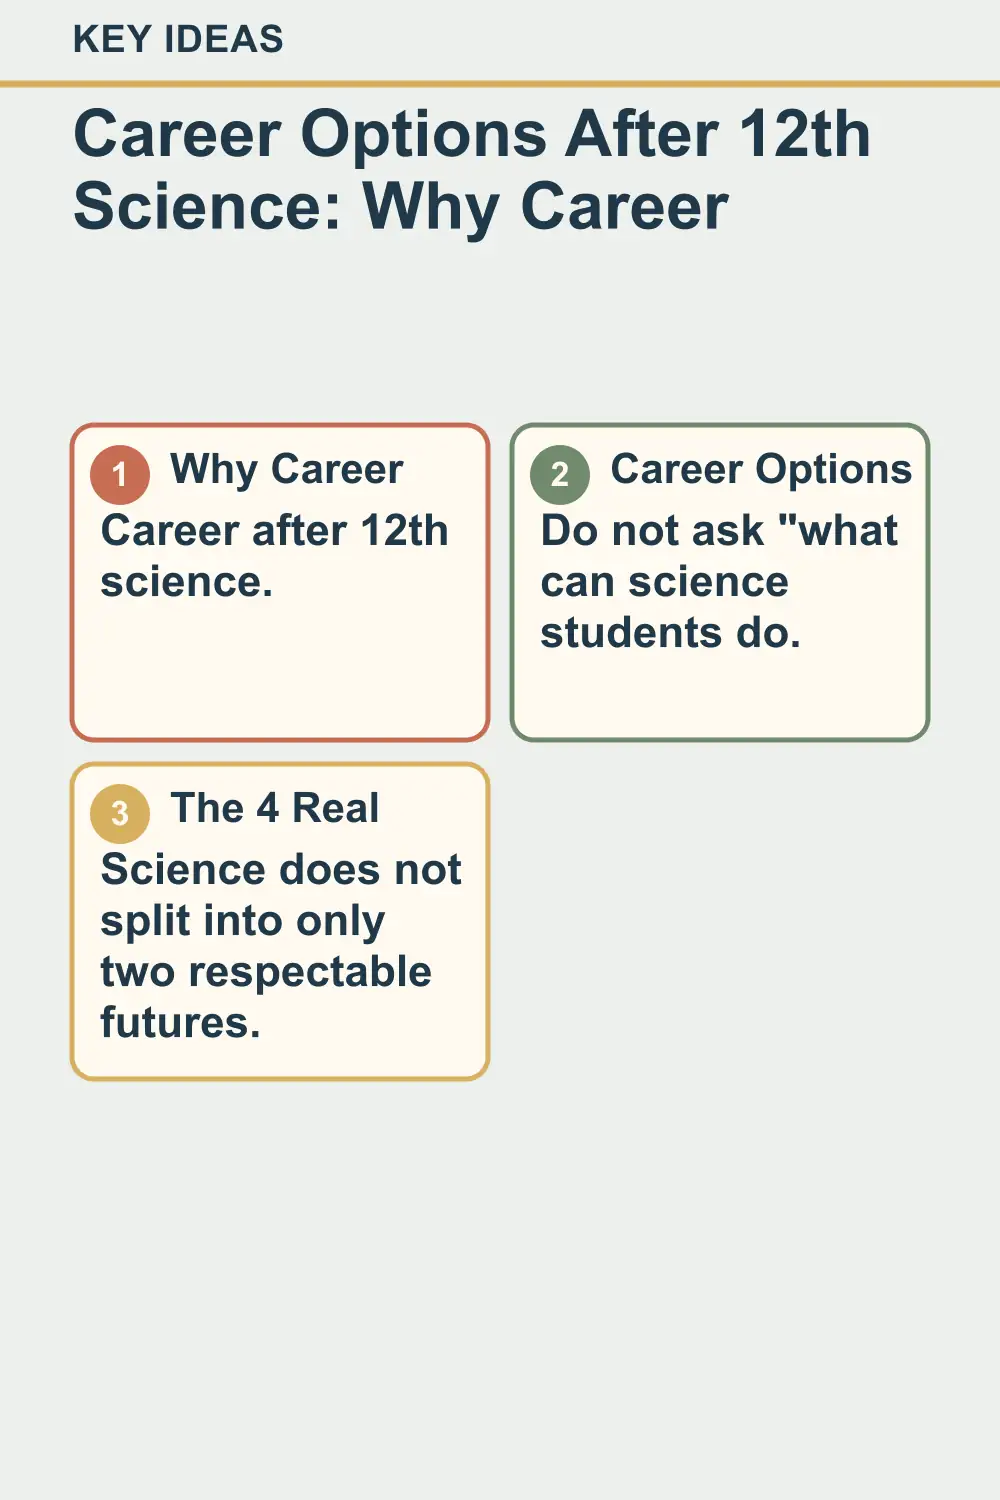 KEY IDEAS
Career Options After 12th
Science: Why Career
1 Why Career
Career after 12th
science.
2 Career Options
Do not ask "what
can science
students do.
3 The 4 Real
Science does not
split into only
two respectable
futures.